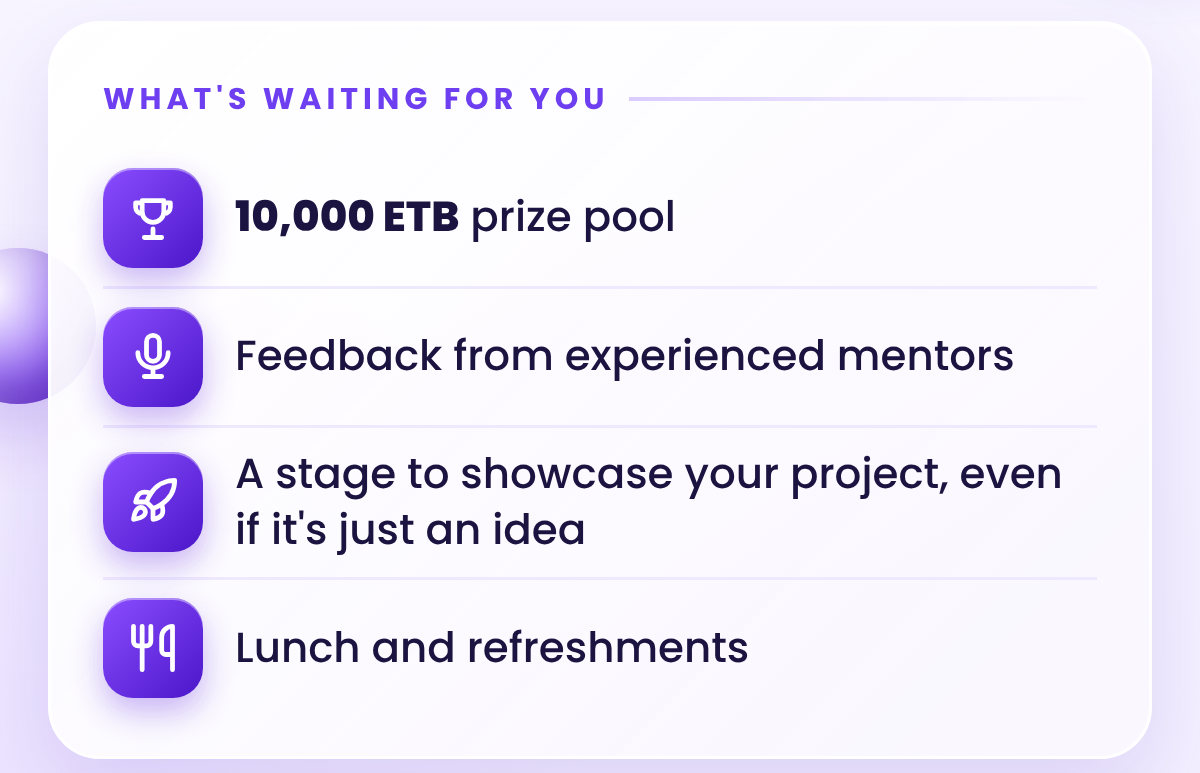 WHAT'S WAITING FOR YOU
10,000 ETB prize pool
Feedback from experienced mentors
A stage to showcase your project, even
if it's just an idea
Lunch and refreshments